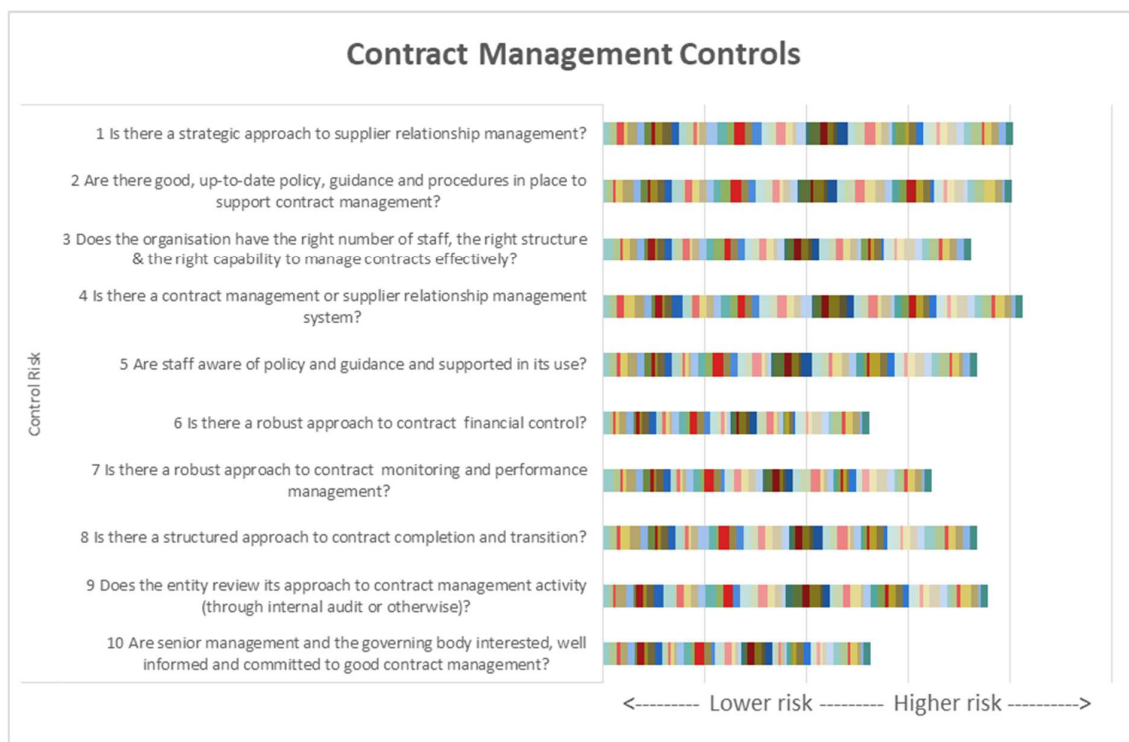 Contract Management Controls
1 Is there a strategic approach to supplier relationship management?
2 Are there good, up-to-date policy, guidance and procedures in place to
support contract management?
3 Does the organisation have the right number of staff, the right structure
& the right capability to manage contracts effectively?
4 Is there a contract management or supplier relationship management
system?
5 Are staff aware of policy and guidance and supported in its use?
6 Is there a robust approach to contract financial control?
7 Is there a robust approach to contract monitoring and performance
management?
8 Is there a structured approach to contract completion and transition?
9 Does the entity review its approach to contract management activity
(through internal audit or otherwise)?
10 Are senior management and the governing body interested, well
informed and committed to good contract management?
Control Risk
<--------- Lower risk --------- Higher risk ---------->